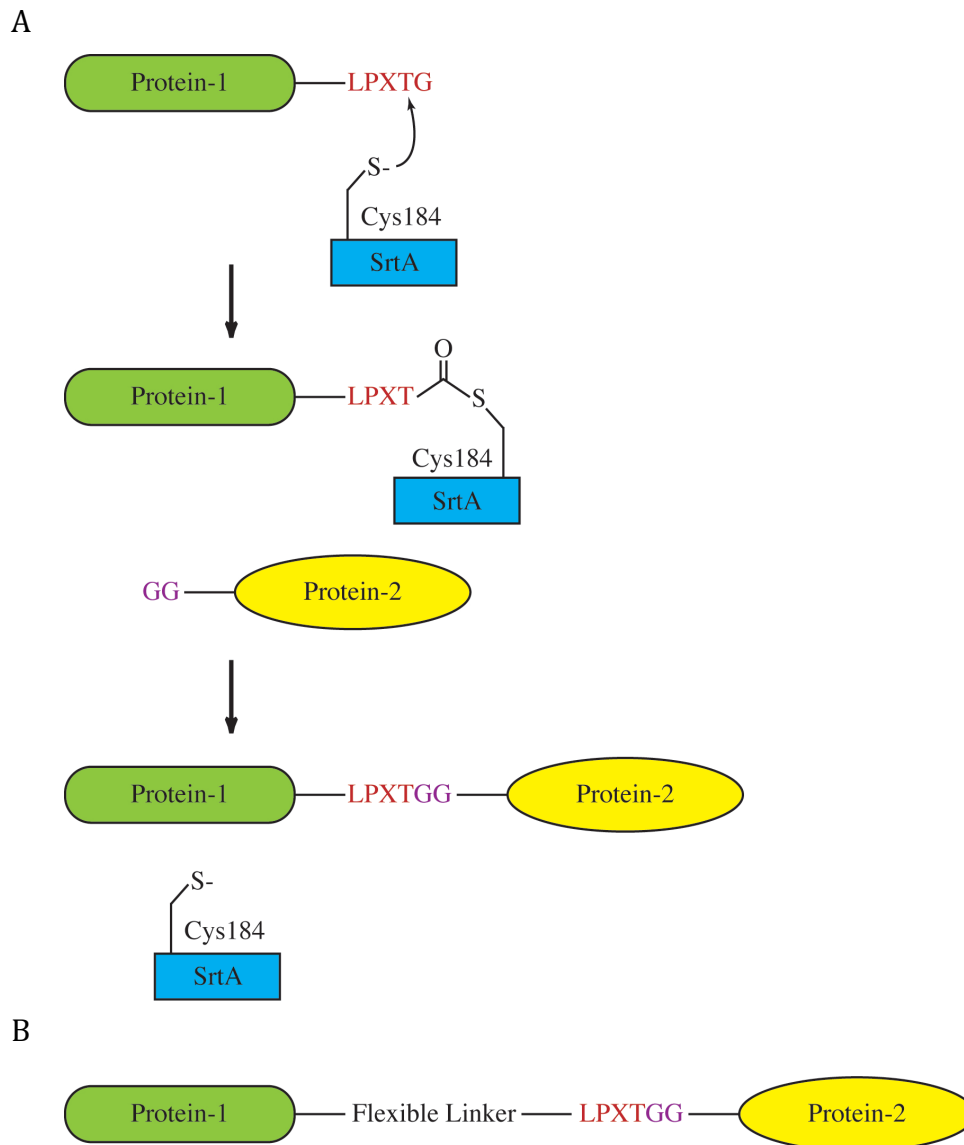 A
Protein-1 LPXTG
S-
Cys184
SrtA
O
Protein-1 LPXT
S
Cys184
SrtA
GG Protein-2
Protein-1 LPXTGG Protein-2
S-
Cys184
SrtA
B
Protein-1 Flexible Linker LPXTGG Protein-2